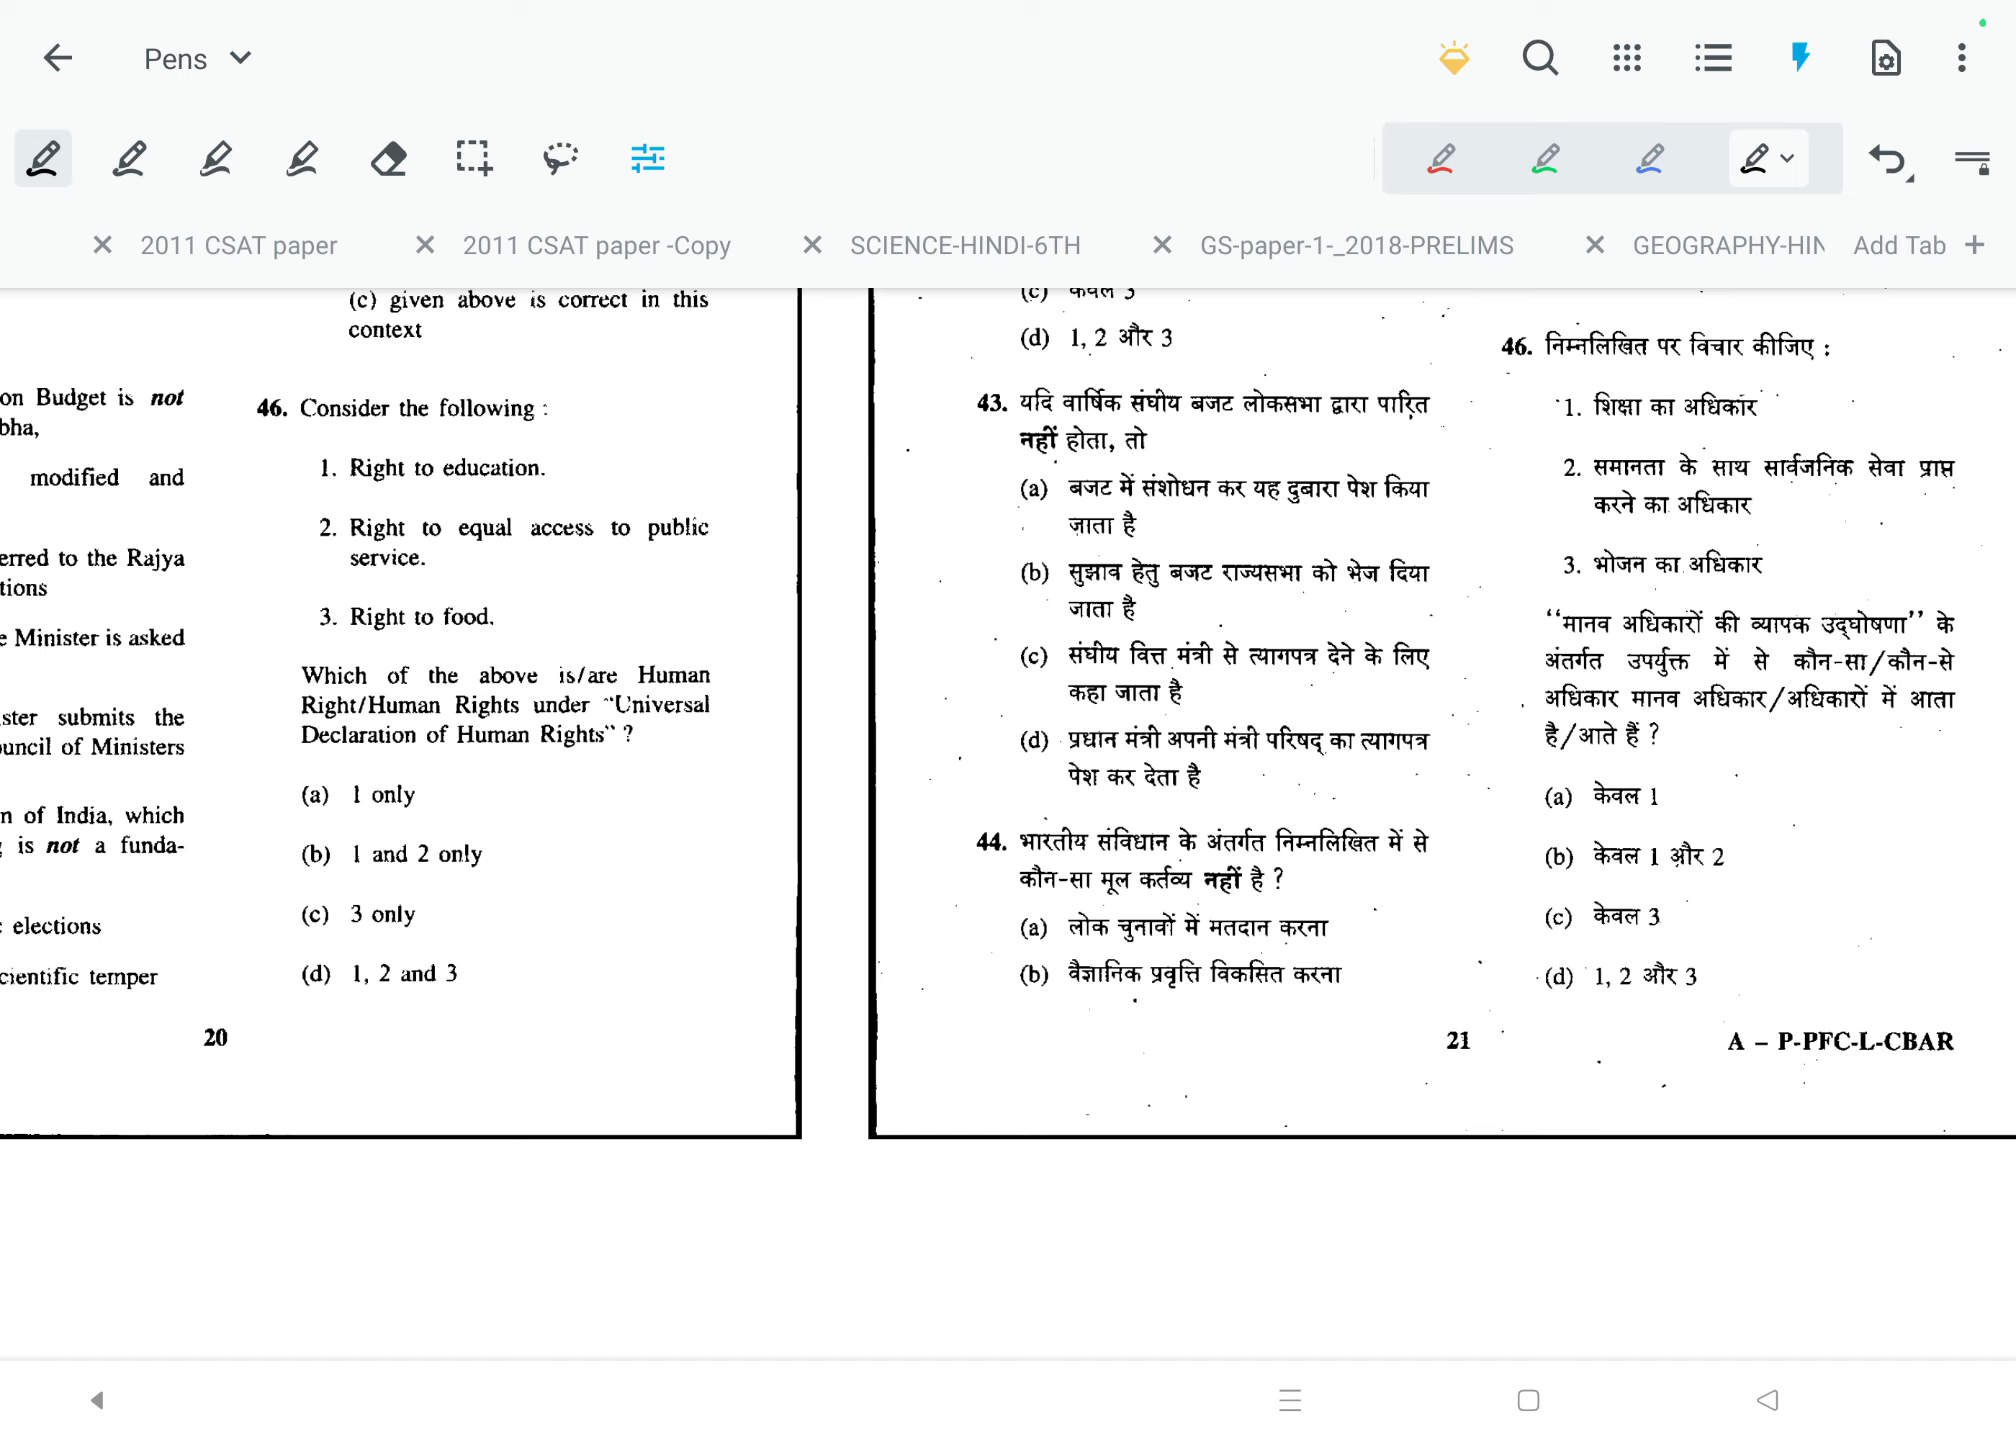 Pens
2011 CSAT paper
2011 CSAT paper -Copy
SCIENCE-HINDI-6TH
GS-paper-1-_2018-PRELIMS
GEOGRAPHY-HIN
Add Tab +
on Budget is not
bha,
modified and
erred to the Rajya
tions
e Minister is asked
ster submits the
ouncil of Ministers
n of India, which
g is not a funda-
c elections
cientific temper
(c) given above is correct in this
context
46. Consider the following :
1. Right to education.
2. Right to equal access to public
service.
3. Right to food.
Which of the above is/are Human
Right/Human Rights under "Universal
Declaration of Human Rights" ?
(a) 1 only
(b) 1 and 2 only
(c) 3 only
(d) 1, 2 and 3
20
(c) केवल 3
(d) 1, 2 और 3
43. यदि वार्षिक संघीय बजट लोकसभा द्वारा पारित
नहीं होता, तो
(a) बजट में संशोधन कर यह दुबारा पेश किया
जाता है
(b) सुझाव हेतु बजट राज्यसभा को भेज दिया
जाता है
(c) संघीय वित्त मंत्री से त्यागपत्र देने के लिए
कहा जाता है
(d) प्रधान मंत्री अपनी मंत्री परिषद् का त्यागपत्र
पेश कर देता है
44. भारतीय संविधान के अंतर्गत निम्नलिखित में से
कौन-सा मूल कर्तव्य नहीं है ?
(a) लोक चुनावों में मतदान करना
(b) वैज्ञानिक प्रवृत्ति विकसित करना
46. निम्नलिखित पर विचार कीजिए :
1. शिक्षा का अधिकार
2. समानता के साथ सार्वजनिक सेवा प्राप्त
करने का अधिकार
3. भोजन का अधिकार
“मानव अधिकारों की व्यापक उद्घोषणा” के
अंतर्गत उपर्युक्त में से कौन-सा/कौन-से
अधिकार मानव अधिकार/अधिकारों में आता
है/आते हैं ?
(a) केवल 1
(b) केवल 1 और 2
(c) केवल 3
(d) 1, 2 और 3
21
A – P-PFC-L-CBAR